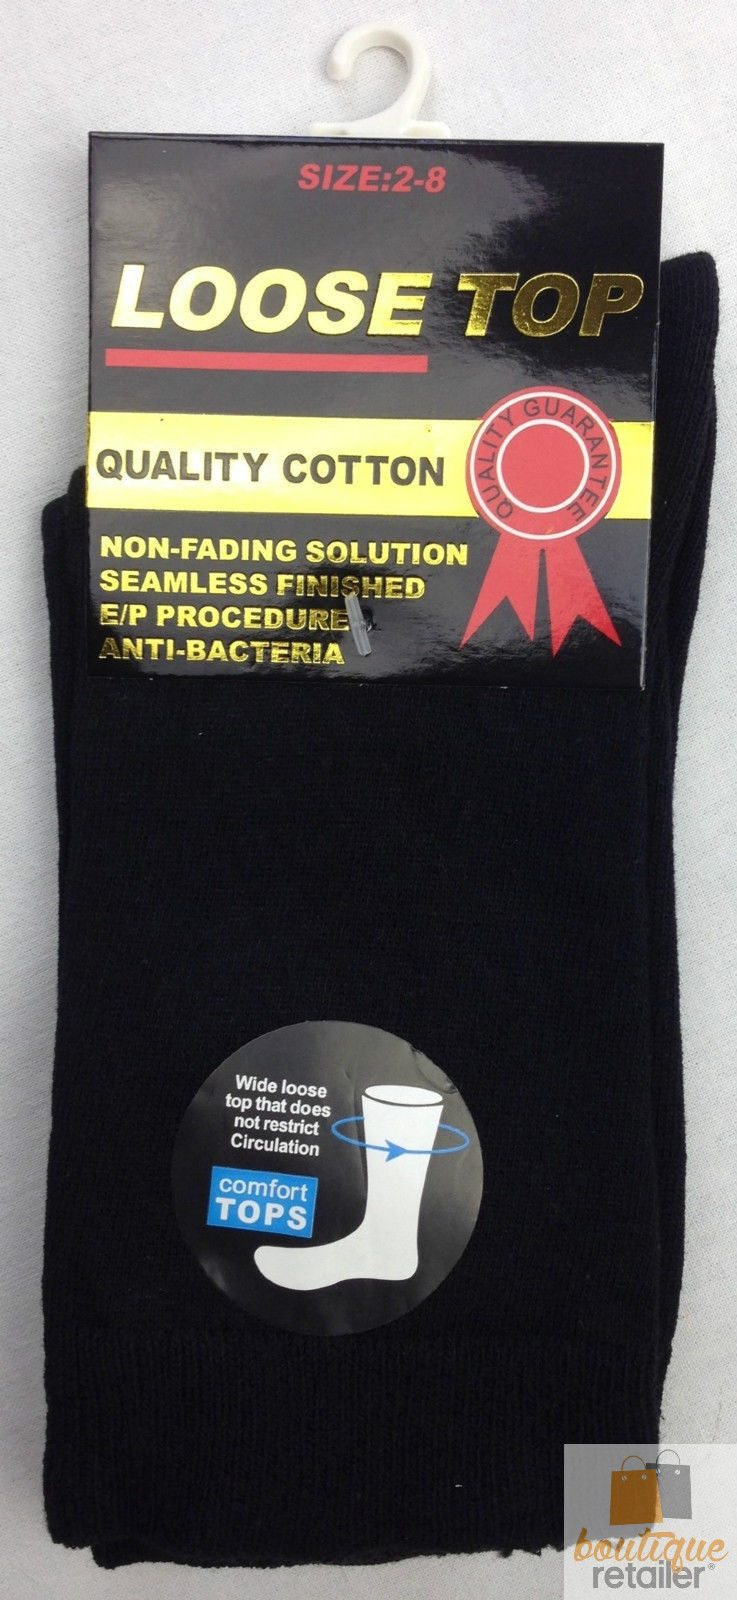 SIZE:2-8
LOOSE TOP
QUALITY COTTON
QUALITY GUARANTEE
NON-FADING SOLUTION
SEAMLESS FINISHED
E/P PROCEDURE
ANTI-BACTERIA
Wide loose
top that does
not restrict
Circulation
comfort
TOPS
boutique
retailer®